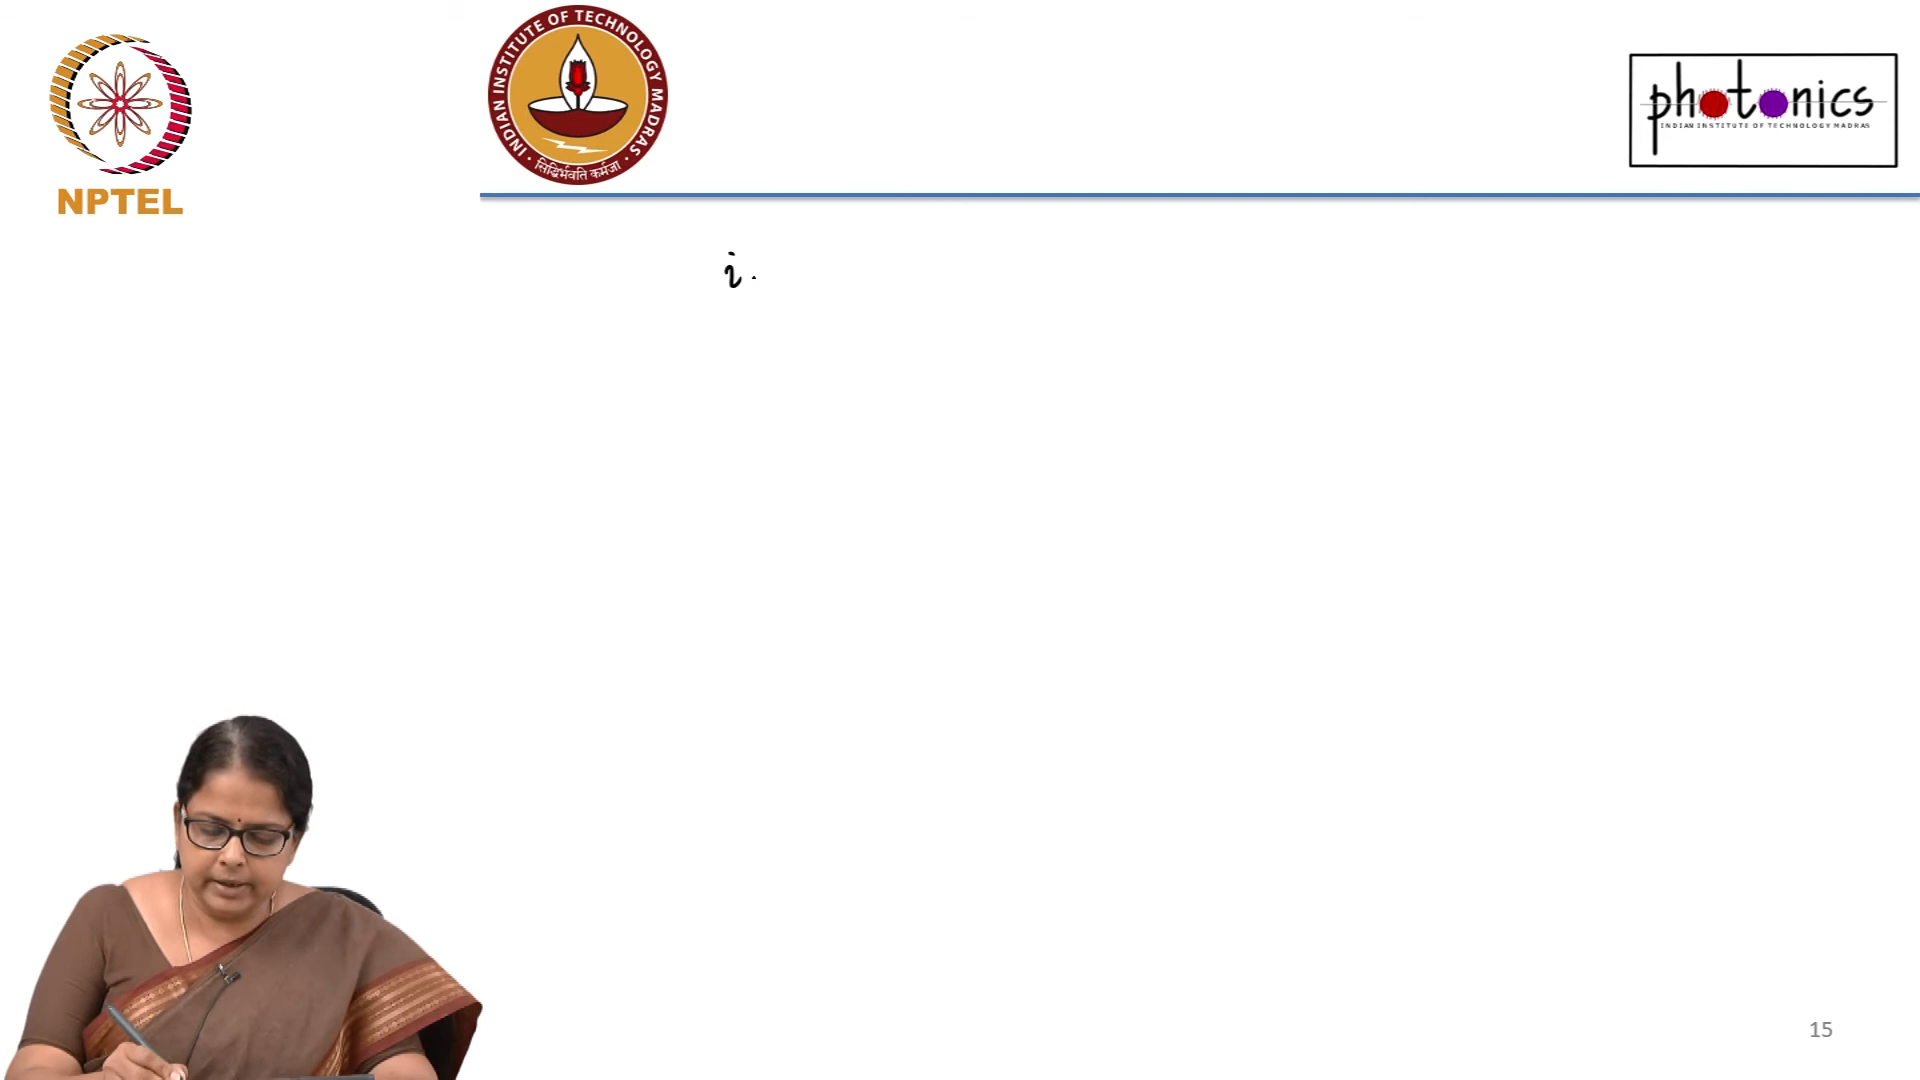 INDIAN INSTITUTE OF TECHNOLOGY MADRAS
सिद्धिर्भवति कर्मजा
photonics
INDIAN INSTITUTE OF TECHNOLOGY MADRAS
NPTEL
i.
15